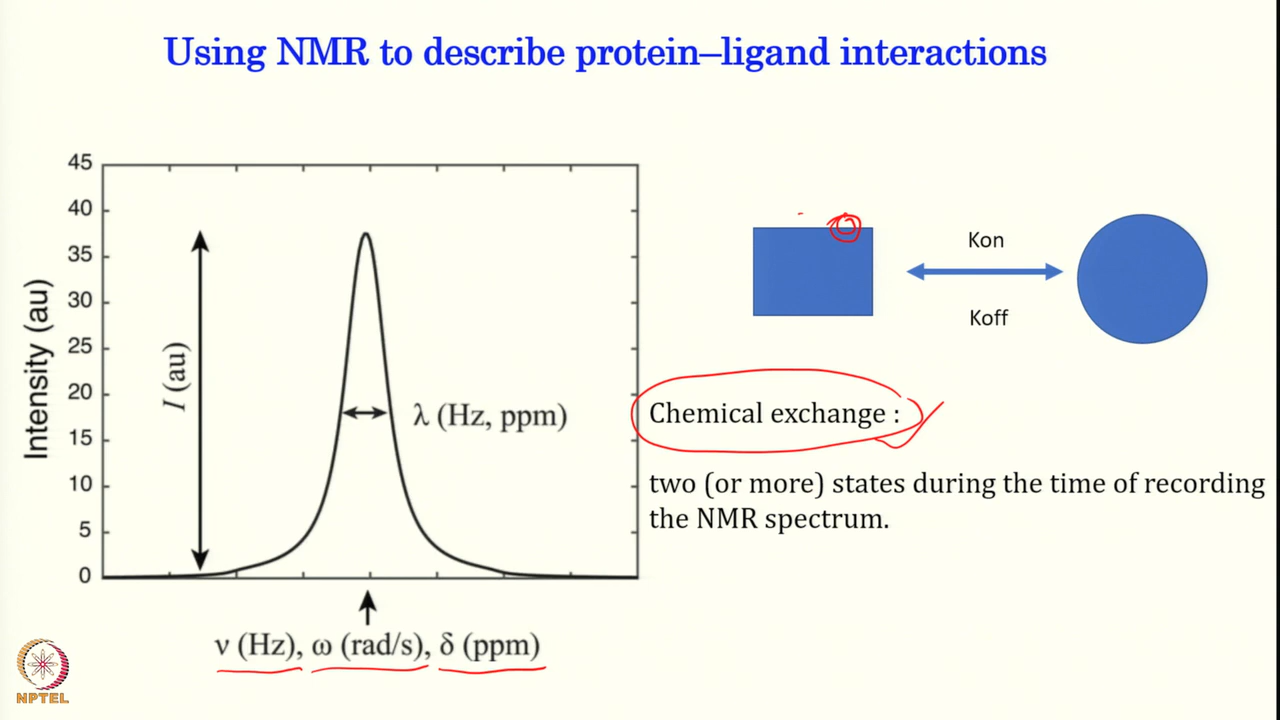 Using NMR to describe protein–ligand interactions
45
40
35
30
25
20
15
10
5
0
Intensity (au)
I (au)
λ (Hz, ppm)
ν (Hz), ω (rad/s), δ (ppm)
Kon
Koff
Chemical exchange :
two (or more) states during the time of recording
the NMR spectrum.
NPTEL